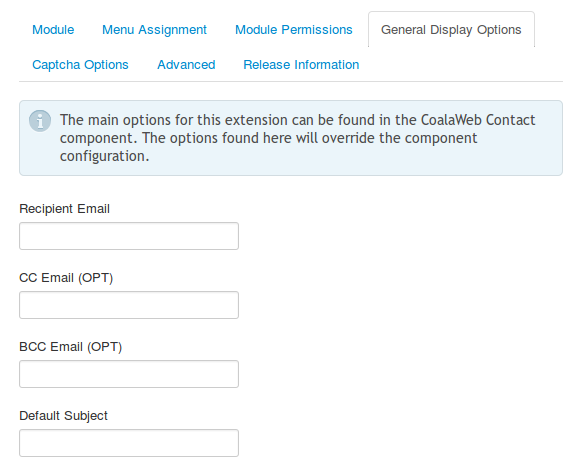 Module Menu Assignment Module Permissions General Display Options
Captcha Options Advanced Release Information
The main options for this extension can be found in the CoalaWeb Contact
component. The options found here will override the component
configuration.
Recipient Email
CC Email (OPT)
BCC Email (OPT)
Default Subject